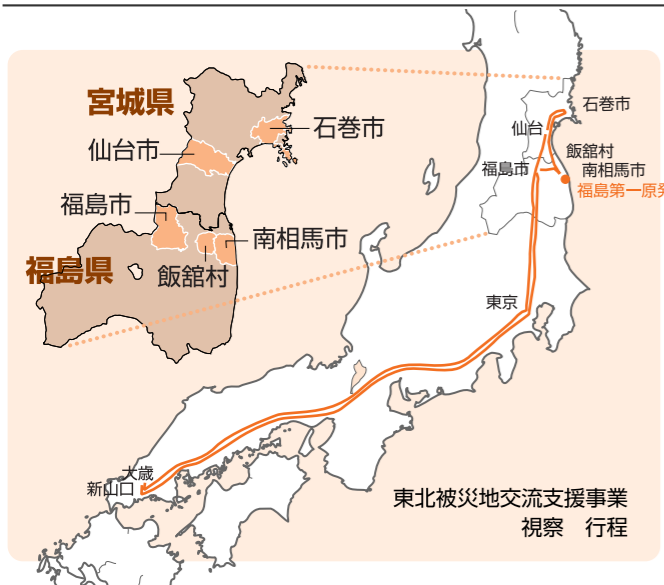 宮城県
石巻市
仙台市
福島市
南相馬市
飯舘村
福島県
石巻市
仙台
飯舘村
福島市
南相馬市
福島第一原発
東京
大歳
新山口
東北被災地交流支援事業
視察 行程